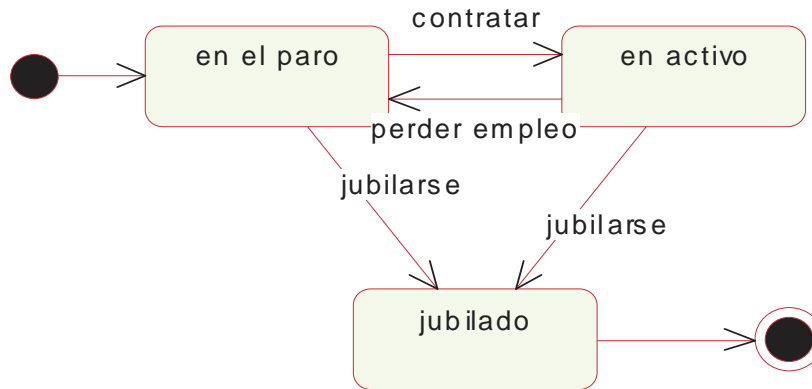 contratar
en el paro
en activo
perder empleo
jubilarse
jubilarse
jubilado